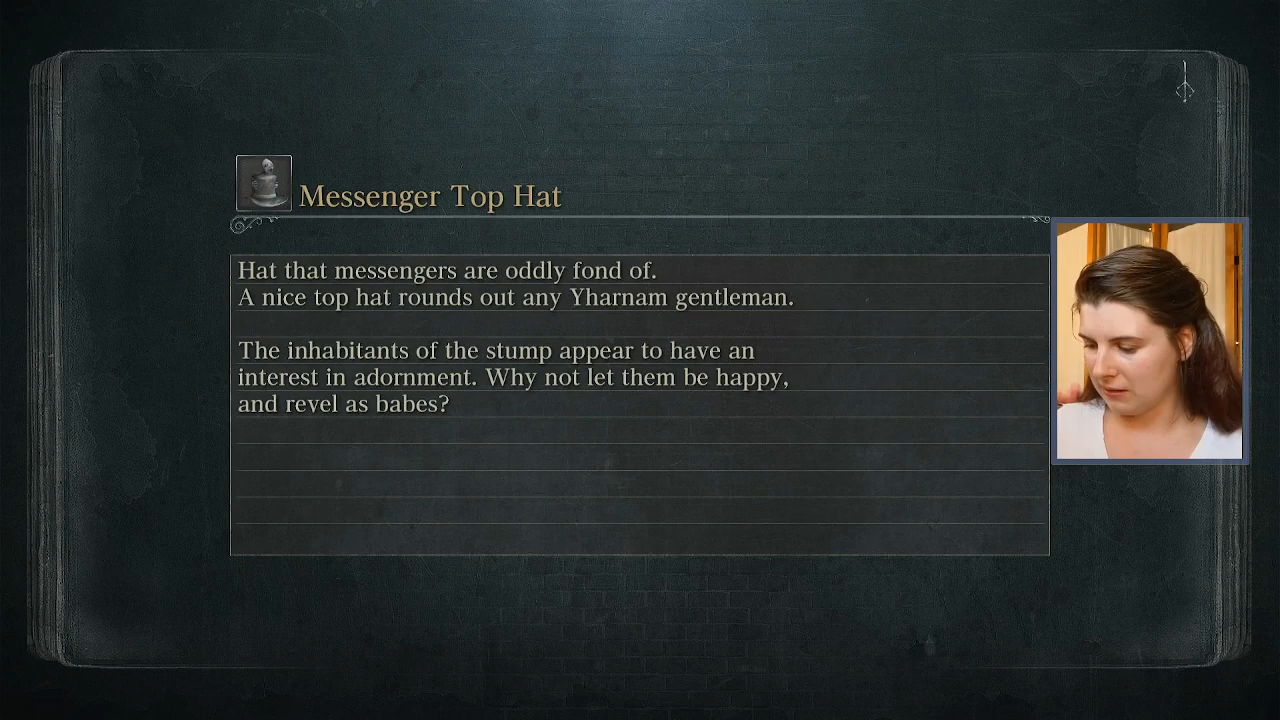 Messenger Top Hat
Hat that messengers are oddly fond of.
A nice top hat rounds out any Yharnam gentleman.
The inhabitants of the stump appear to have an
interest in adornment. Why not let them be happy,
and revel as babes?